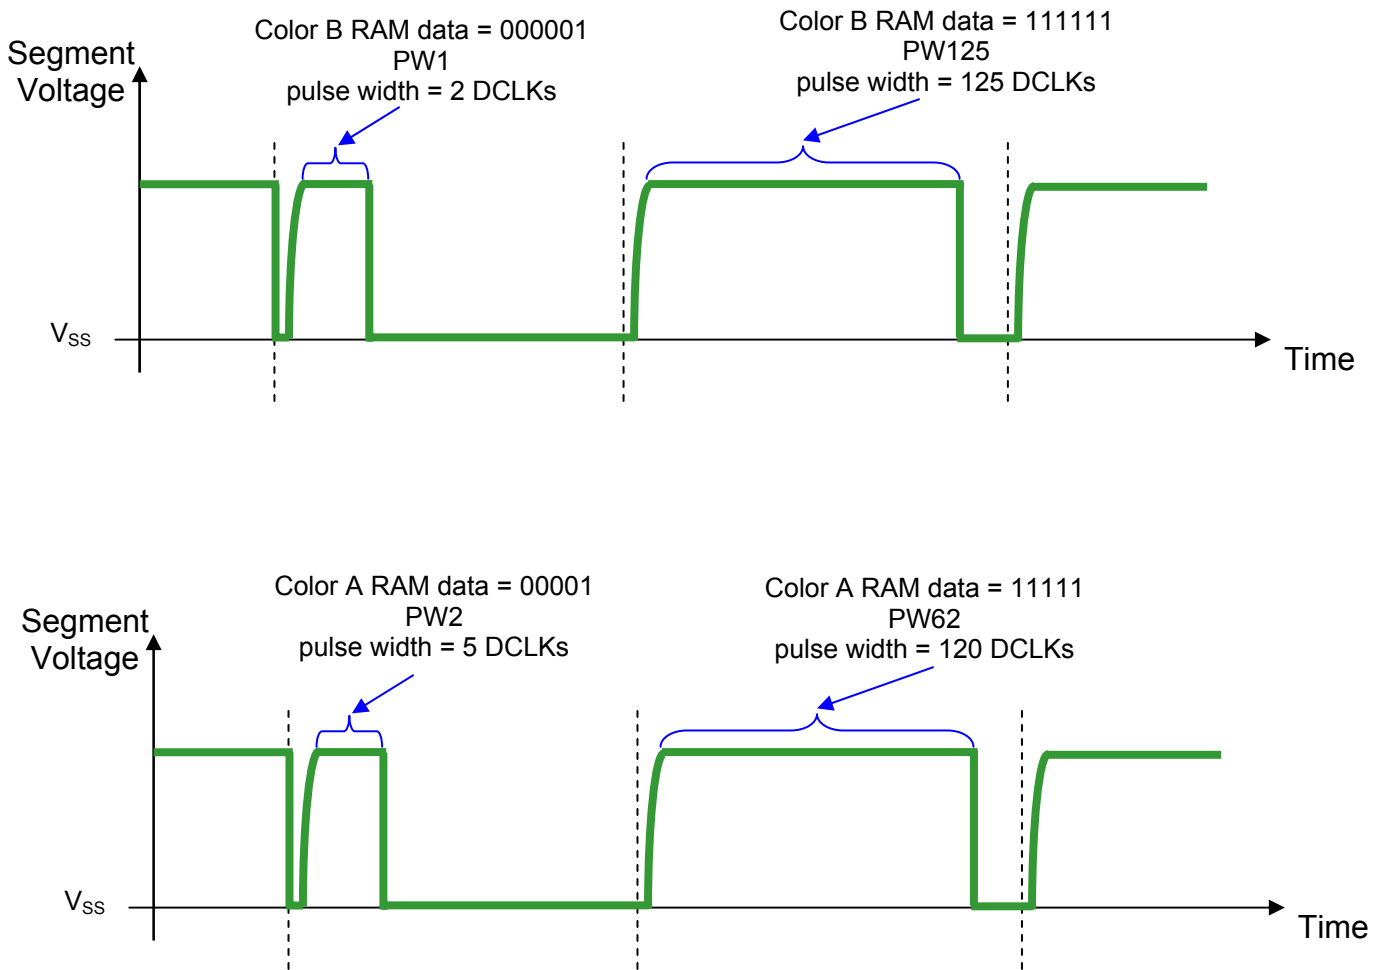 Color B RAM data = 000001
PW1
pulse width = 2 DCLKs
Color B RAM data = 111111
PW125
pulse width = 125 DCLKs
Segment
Voltage
VSS
Time
Color A RAM data = 00001
PW2
pulse width = 5 DCLKs
Color A RAM data = 11111
PW62
pulse width = 120 DCLKs
Segment
Voltage
VSS
Time